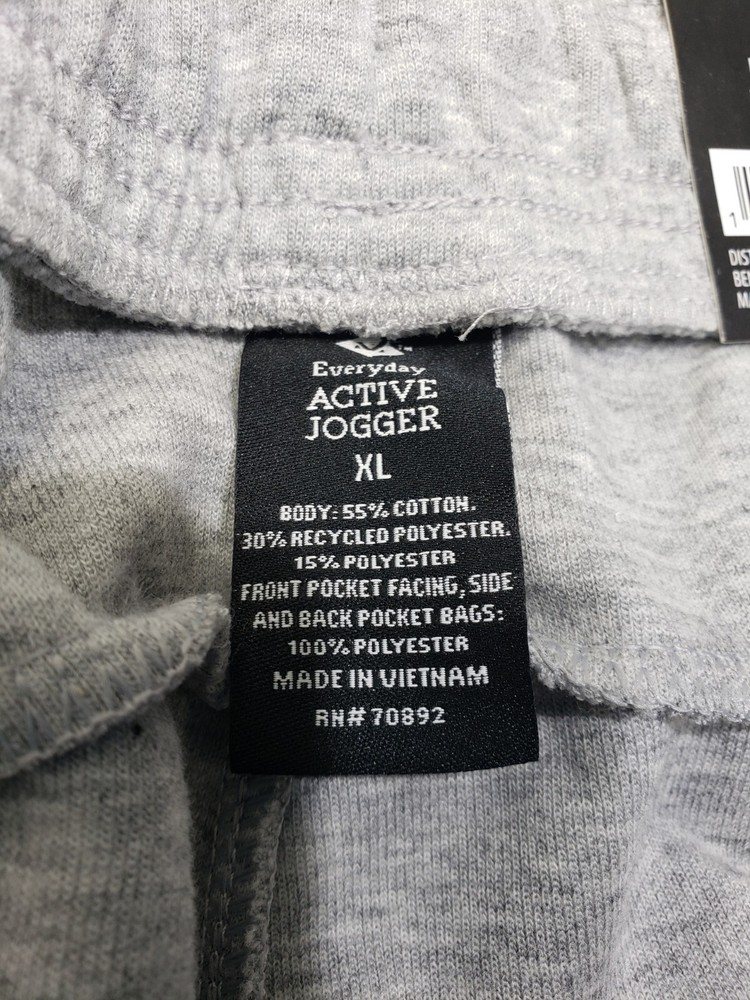 Everyday
ACTIVE
JOGGER
XL
BODY: 55% COTTON.
30% RECYCLED POLYESTER.
15% POLYESTER
FRONT POCKET FACING, SIDE
AND BACK POCKET BAGS:
100% POLYESTER
MADE IN VIETNAM
RN# 70892
1